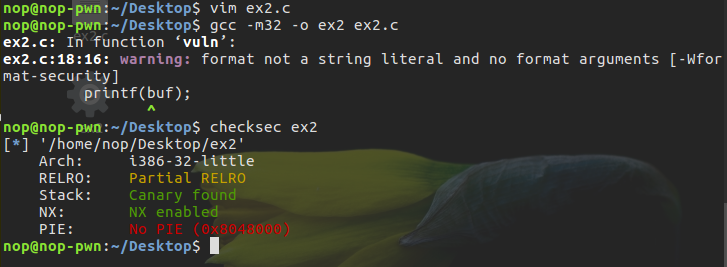 nop@nop-pwn:~/Desktop$ vim ex2.c
nop@nop-pwn:~/Desktop$ gcc -m32 -o ex2 ex2.c
ex2.c: In function ‘vuln’:
ex2.c:18:16: warning: format not a string literal and no format arguments [-Wfor
mat-security]
         printf(buf);
                ^
nop@nop-pwn:~/Desktop$ checksec ex2
[*] '/home/nop/Desktop/ex2'
    Arch:     i386-32-little
    RELRO:    Partial RELRO
    Stack:    Canary found
    NX:       NX enabled
    PIE:      No PIE (0x8048000)
nop@nop-pwn:~/Desktop$